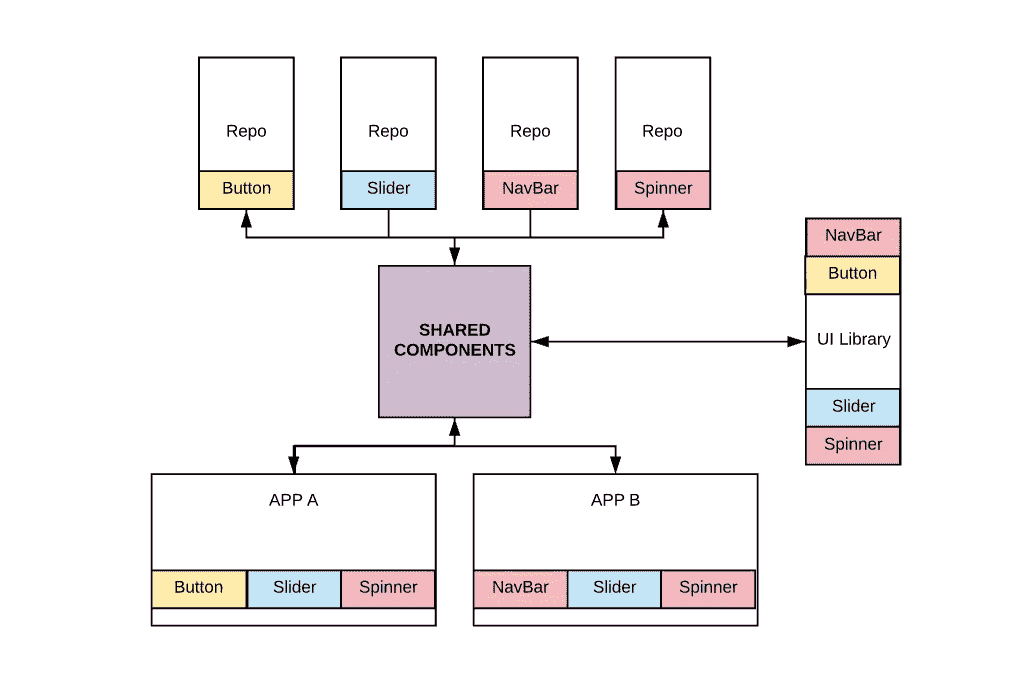 Repo
Repo
Repo
Repo
Button
Slider
NavBar
Spinner
NavBar
Button
UI Library
Slider
Spinner
SHARED
COMPONENTS
APP A
APP B
Button
Slider
Spinner
NavBar
Slider
Spinner